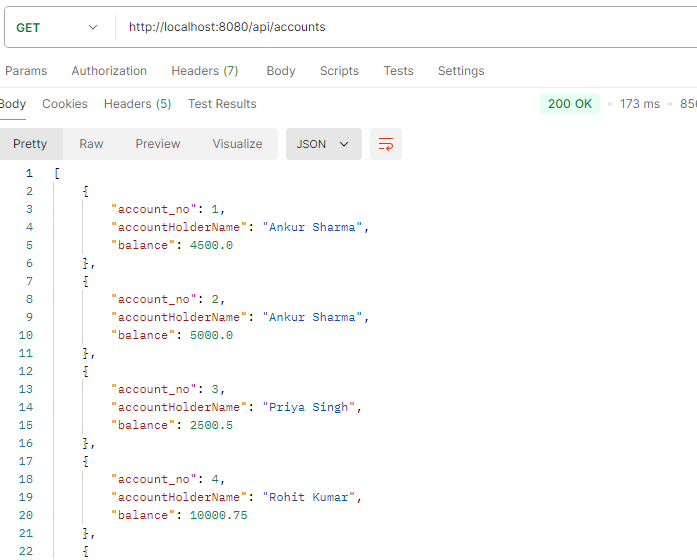 GET http://localhost:8080/api/accounts
Params Authorization Headers (7) Body Scripts Tests Settings
Body Cookies Headers (5) Test Results 200 OK 173 ms
Pretty Raw Preview Visualize JSON
1 [
2 {
3 "account_no": 1,
4 "accountHolderName": "Ankur Sharma",
5 "balance": 4500.0
6 },
7 {
8 "account_no": 2,
9 "accountHolderName": "Ankur Sharma",
10 "balance": 5000.0
11 },
12 {
13 "account_no": 3,
14 "accountHolderName": "Priya Singh",
15 "balance": 2500.5
16 },
17 {
18 "account_no": 4,
19 "accountHolderName": "Rohit Kumar",
20 "balance": 10000.75
21 },
22 {